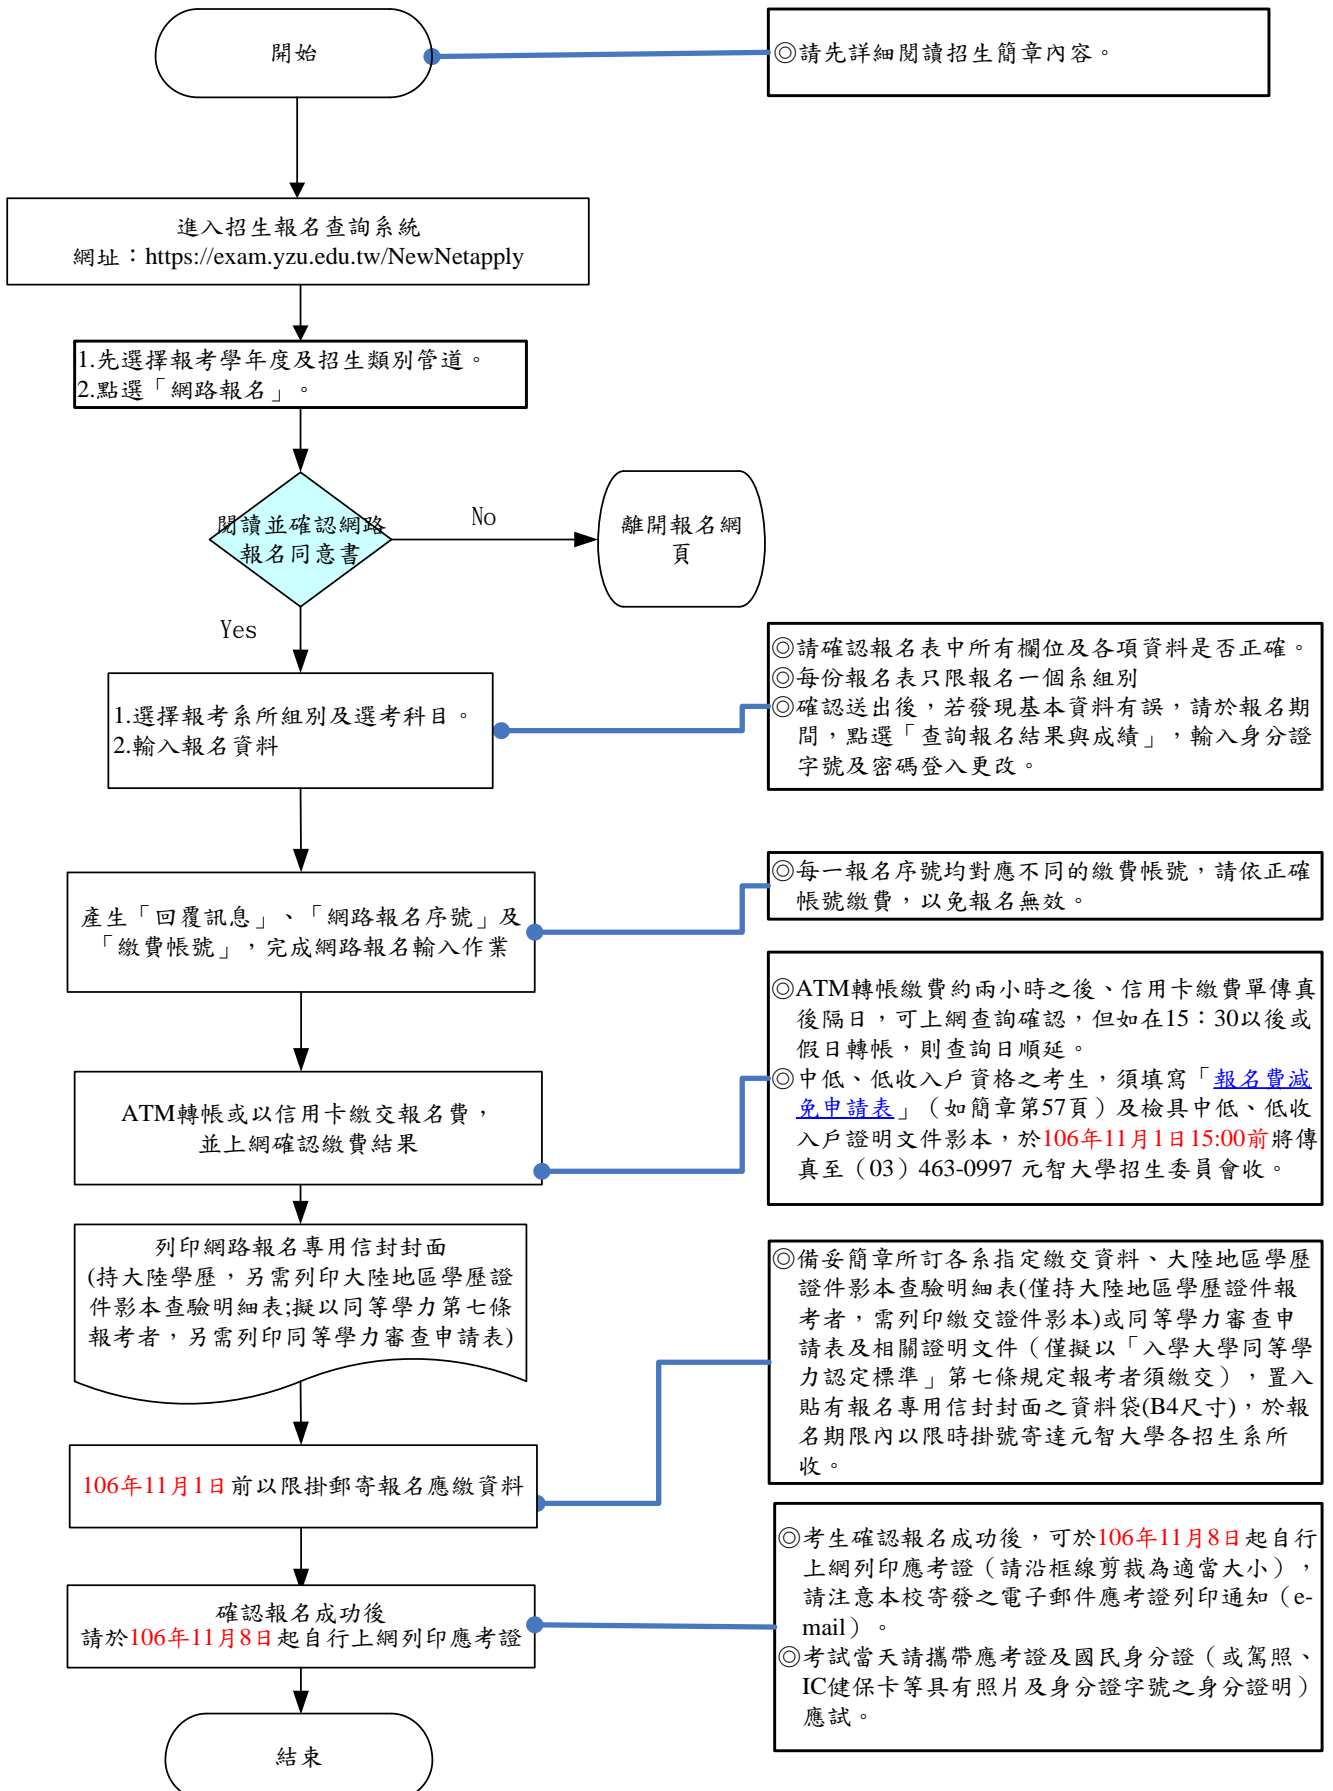 開始
◎請先詳細閱讀招生簡章內容。
進入招生報名查詢系統
網址：https://exam.yzu.edu.tw/NewNetapply
1.先選擇報考學年度及招生類別管道。
2.點選「網路報名」。
閱讀並確認網路
報名同意書
No
離開報名網
頁
Yes
◎請確認報名表中所有欄位及各項資料是否正確。
◎每份報名表只限報名一個系組別
◎確認送出後，若發現基本資料有誤，請於報名期
間，點選「查詢報名結果與成績」，輸入身分證
字號及密碼登入更改。
1.選擇報考系所組別及選考科目。
2.輸入報名資料
◎每一報名序號均對應不同的繳費帳號，請依正確
帳號繳費，以免報名無效。
產生「回覆訊息」、「網路報名序號」及
「繳費帳號」，完成網路報名輸入作業
◎ATM轉帳繳費約兩小時之後、信用卡繳費單傳真
後隔日，可上網查詢確認，但如在15：30以後或
假日轉帳，則查詢日順延。
◎中低、低收入戶資格之考生，須填寫「報名費減
免申請表」（如簡章第57頁）及檢具中低、低收
入戶證明文件影本，於106年11月1日15:00前將傳
真至（03）463-0997 元智大學招生委員會收。
ATM轉帳或以信用卡繳交報名費，
並上網確認繳費結果
列印網路報名專用信封封面
(持大陸學歷，另需列印大陸地區學歷證
件影本查驗明細表;擬以同等學力第七條
報考者，另需列印同等學力審查申請表)
◎備妥簡章所訂各系指定繳交資料、大陸地區學歷
證件影本查驗明細表(僅持大陸地區學歷證件報
考者，需列印繳交證件影本)或同等學力審查申
請表及相關證明文件（僅擬以「入學大學同等學
力認定標準」第七條規定報考者須繳交），置入
貼有報名專用信封封面之資料袋(B4尺寸)，於報
名期限內以限時掛號寄達元智大學各招生系所
收。
106年11月1日前以限掛郵寄報名應繳資料
◎考生確認報名成功後，可於106年11月8日起自行
上網列印應考證（請沿框線剪裁為適當大小），
請注意本校寄發之電子郵件應考證列印通知（e-
mail）。
◎考試當天請攜帶應考證及國民身分證（或駕照、
IC健保卡等具有照片及身分證字號之身分證明）
應試。
確認報名成功後
請於106年11月8日起自行上網列印應考證
結束